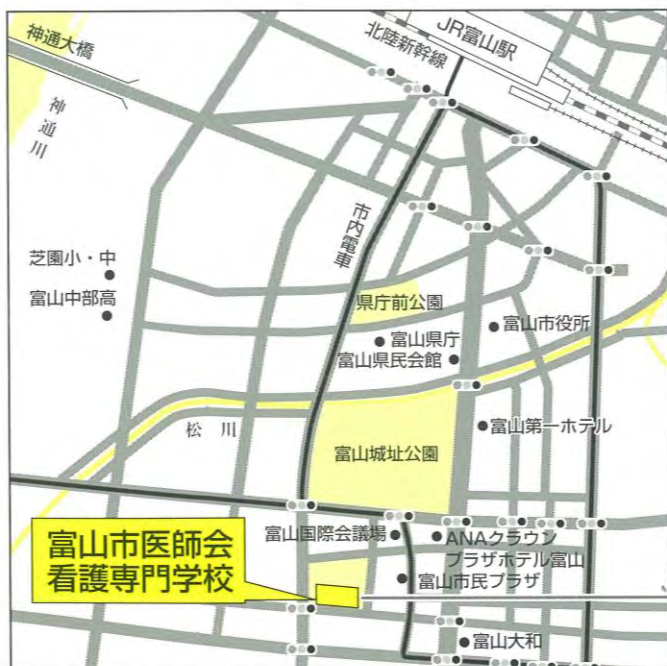 JR富山駅
北陸新幹線
神通大橋
神通川
市内電車
芝園小・中
富山中部高
県庁前公園
富山県庁
富山市役所
富山県民会館
松川
富山城址公園
富山第一ホテル
富山国際会議場
ANAクラウン
プラザホテル富山
富山市民プラザ
富山市医師会
看護専門学校
富山大和